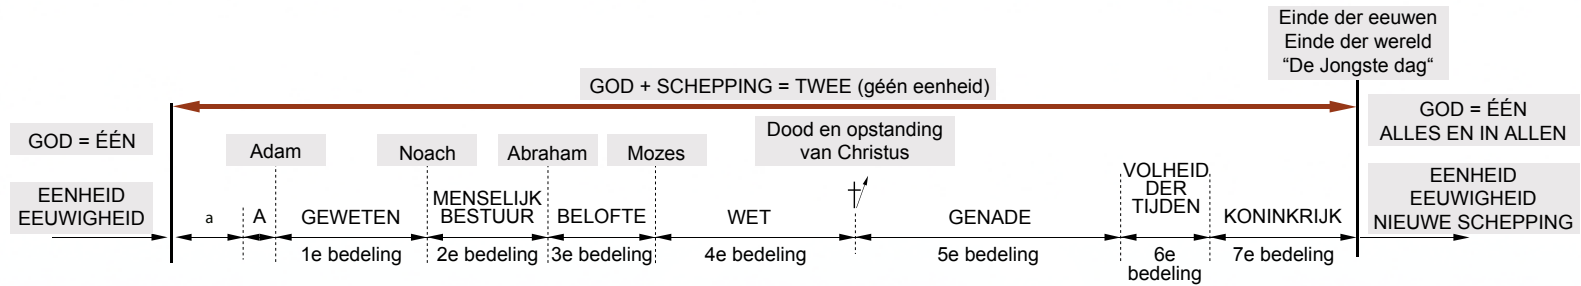 Einde der eeuwen
Einde der wereld
“De Jongste dag“
GOD + SCHEPPING = TWEE (géén eenheid)
GOD = ÉÉN
GOD = ÉÉN
ALLES EN IN ALLEN
Adam
Noach
Abraham
Mozes
Dood en opstanding
van Christus
EENHEID
EEUWIGHEID
a
A
GEWETEN
MENSELIJK
BESTUUR
BELOFTE
WET
GENADE
VOLHEID
DER
TIJDEN
KONINKRIJK
EENHEID
EEUWIGHEID
NIEUWE SCHEPPING
1e bedeling
2e bedeling
3e bedeling
4e bedeling
5e bedeling
6e
bedeling
7e bedeling